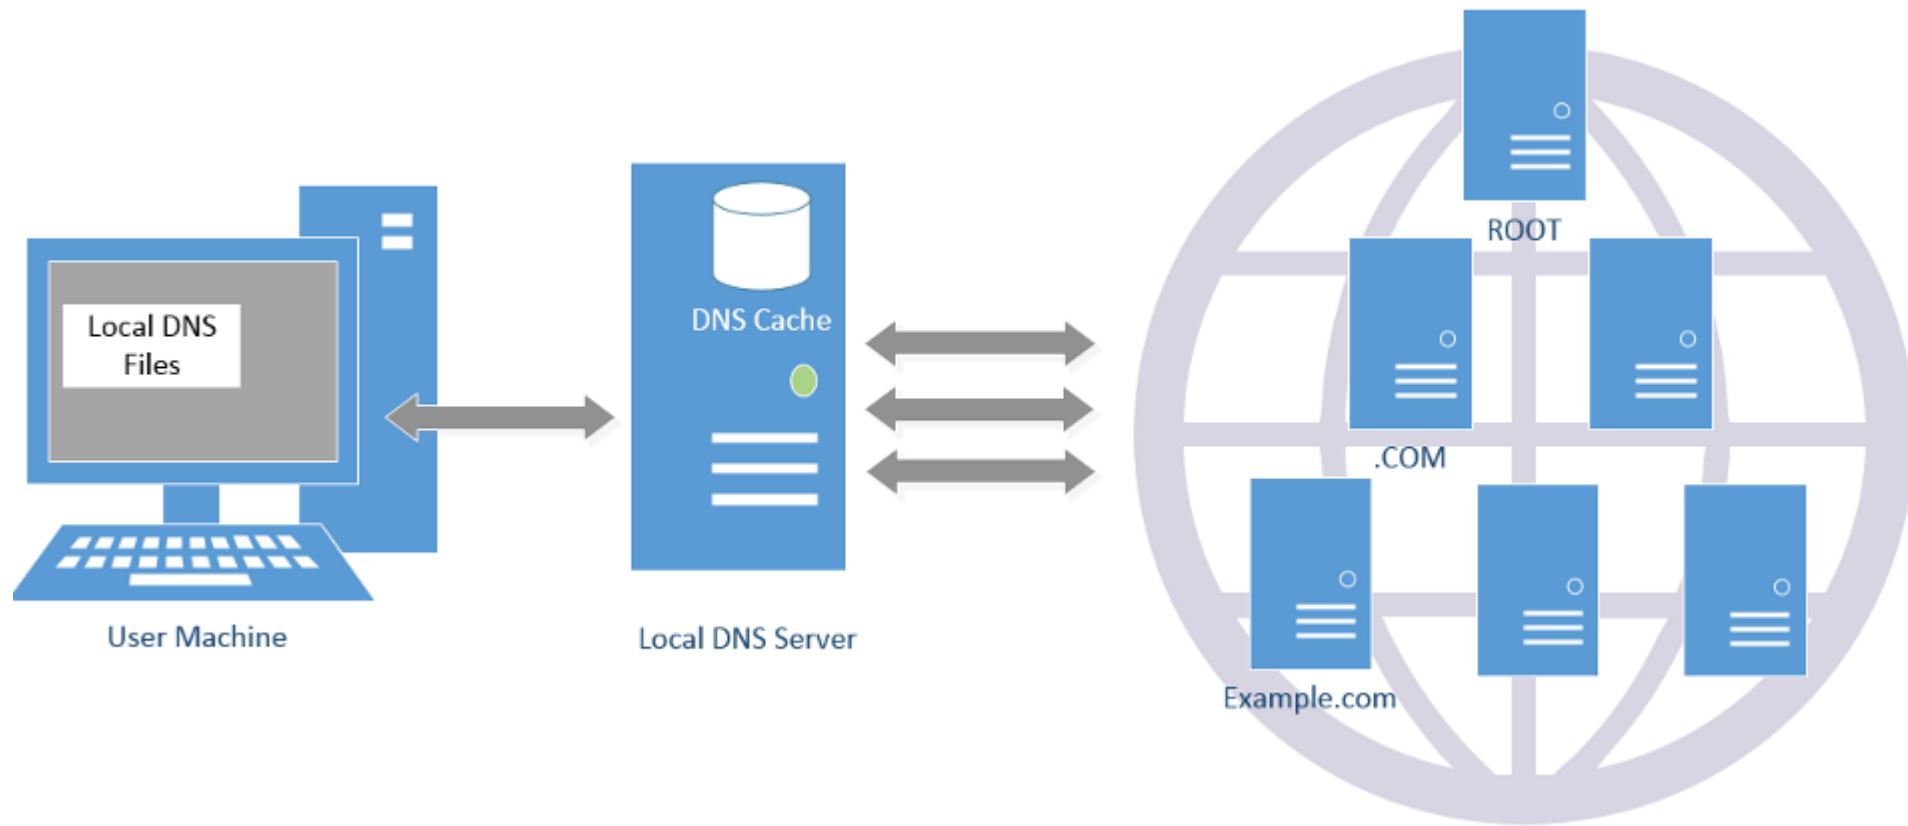 Local DNS
Files
User Machine
DNS Cache
Local DNS Server
ROOT
.COM
Example.com